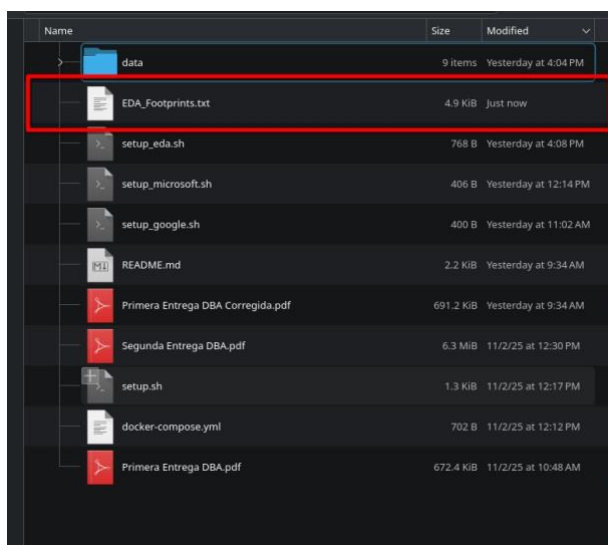 Name Size Modified
data 9 items Yesterday at 4:04 PM
EDA_Footprints.txt 4.9 KiB Just now
setup_eda.sh 768 B Yesterday at 4:08 PM
setup_microsoft.sh 406 B Yesterday at 12:14 PM
setup_google.sh 400 B Yesterday at 11:02 AM
README.md 2.2 KiB Yesterday at 9:34 AM
Primera Entrega DBA Corregida.pdf 691.2 KiB Yesterday at 9:34 AM
Segunda Entrega DBA.pdf 6.3 MiB 11/2/25 at 12:30 PM
setup.sh 1.3 KiB 11/2/25 at 12:17 PM
docker-compose.yml 702 B 11/2/25 at 12:12 PM
Primera Entrega DBA.pdf 672.4 KiB 11/2/25 at 10:48 AM